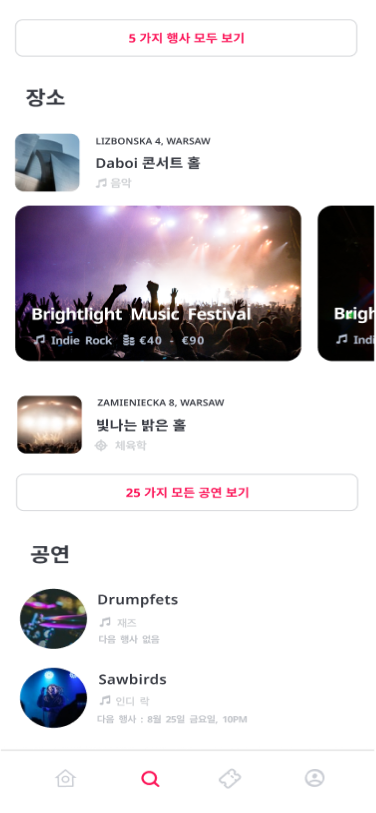 5 가지 행사 모두 보기
장소
LIZBONSKA 4, WARSAW
Daboi 콘서트 홀
음악
Brightlight Music Festival
Indie Rock €40 - €90
Brigh
Indi
ZAMIENIECKA 8, WARSAW
빛나는 밝은 홀
체육학
25 가지 모든 공연 보기
공연
Drumpfets
재즈
다음 행사 없음
Sawbirds
인디 락
다음 행사 : 8월 25일 금요일, 10PM